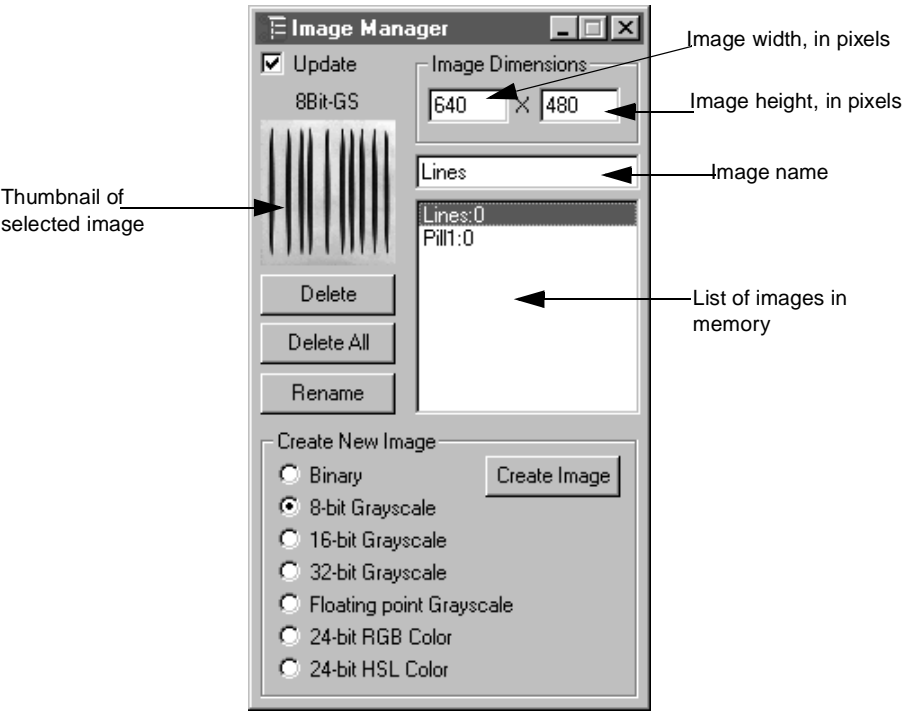 Image Manager
Image width, in pixels
Update
Image Dimensions
8Bit-GS
640 X 480
Image height, in pixels
Lines
Image name
Thumbnail of
selected image
Lines:0
Pill1:0
Delete
List of images in
memory
Delete All
Rename
Create New Image
Binary
Create Image
8-bit Grayscale
16-bit Grayscale
32-bit Grayscale
Floating point Grayscale
24-bit RGB Color
24-bit HSL Color